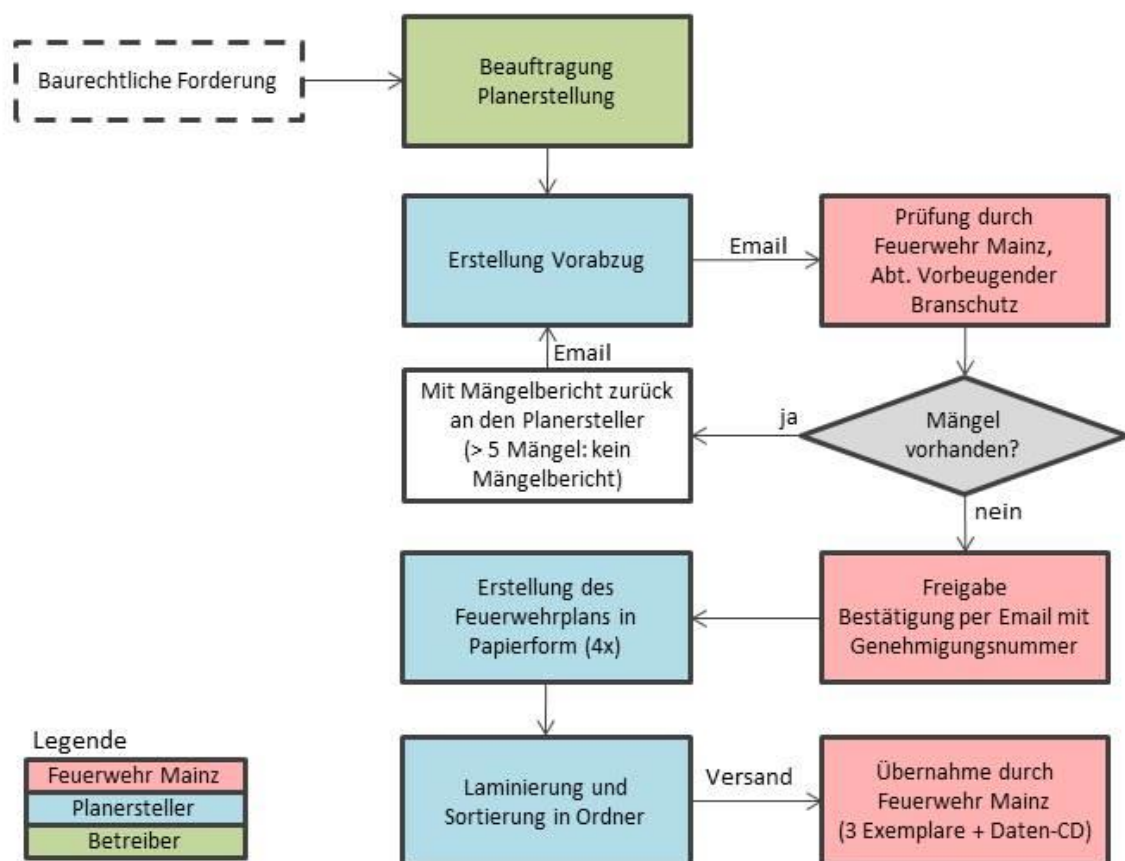 Baurechtliche Forderung
Beauftragung
Planerstellung
Erstellung Vorabzug
Email
Prüfung durch
Feuerwehr Mainz,
Abt. Vorbeugender
Branschutz
Email
Mit Mängelbericht zurück
an den Planersteller
(> 5 Mängel: kein
Mängelbericht)
ja
Mängel
vorhanden?
nein
Erstellung des
Feuerwehrplans in
Papierform (4x)
Freigabe
Bestätigung per Email mit
Genehmigungsnummer
Legende
Feuerwehr Mainz
Planersteller
Betreiber
Laminierung und
Sortierung in Ordner
Versand
Übernahme durch
Feuerwehr Mainz
(3 Exemplare + Daten-CD)